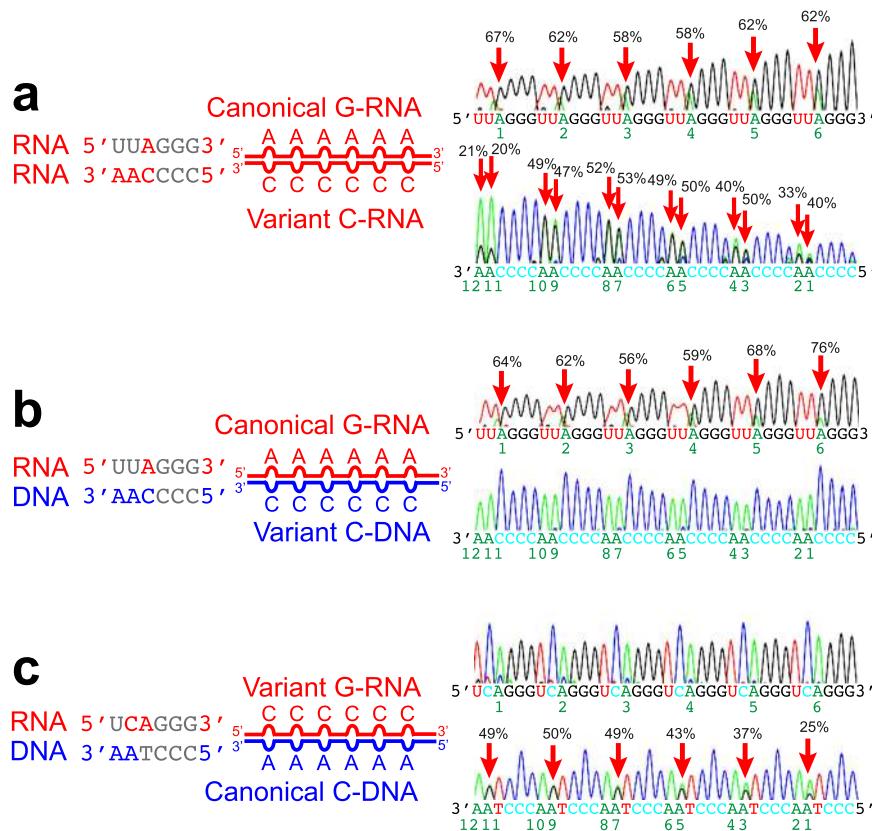 a
Canonical G-RNA
RNA 5'UUAGGG3'
RNA 3'AACCCC5'
A A A A A A
5' 3'
3' 5'
C C C C C C
Variant C-RNA
67% 62% 58% 58% 62% 62%
5'UUAGGGUUAGGGUUAGGGUUAGGGUUAGGGUUAGGG3'
1 2 3 4 5 6
21% 20% 49% 47% 52% 53% 49% 50% 40% 50% 33% 40%
3'AACCCCAACCCCAACCCCAACCCCAACCCCAACCCC5'
12 11 10 9 8 7 6 5 4 3 2 1
b
Canonical G-RNA
RNA 5'UUAGGG3'
DNA 3'AACCCC5'
A A A A A A
5' 3'
3' 5'
C C C C C C
Variant C-DNA
64% 62% 56% 59% 68% 76%
5'UUAGGGUUAGGGUUAGGGUUAGGGUUAGGGUUAGGG3
1 2 3 4 5 6
3'AACCCCAACCCCAACCCCAACCCCAACCCCAACCCC5'
12 11 10 9 8 7 6 5 4 3 2 1
c
Variant G-RNA
RNA 5'UCAGGG3'
DNA 3'AATCCC5'
C C C C C C
5' 3'
3' 5'
A A A A A A
Canonical C-DNA
5'UCAGGGUCAGGGUCAGGGUCAGGGUCAGGGUCAGGG3'
1 2 3 4 5 6
49% 50% 49% 43% 37% 25%
3'AATCCCAATCCCAATCCCAATCCCAATCCCAATCCC5'
12 11 10 9 8 7 6 5 4 3 2 1